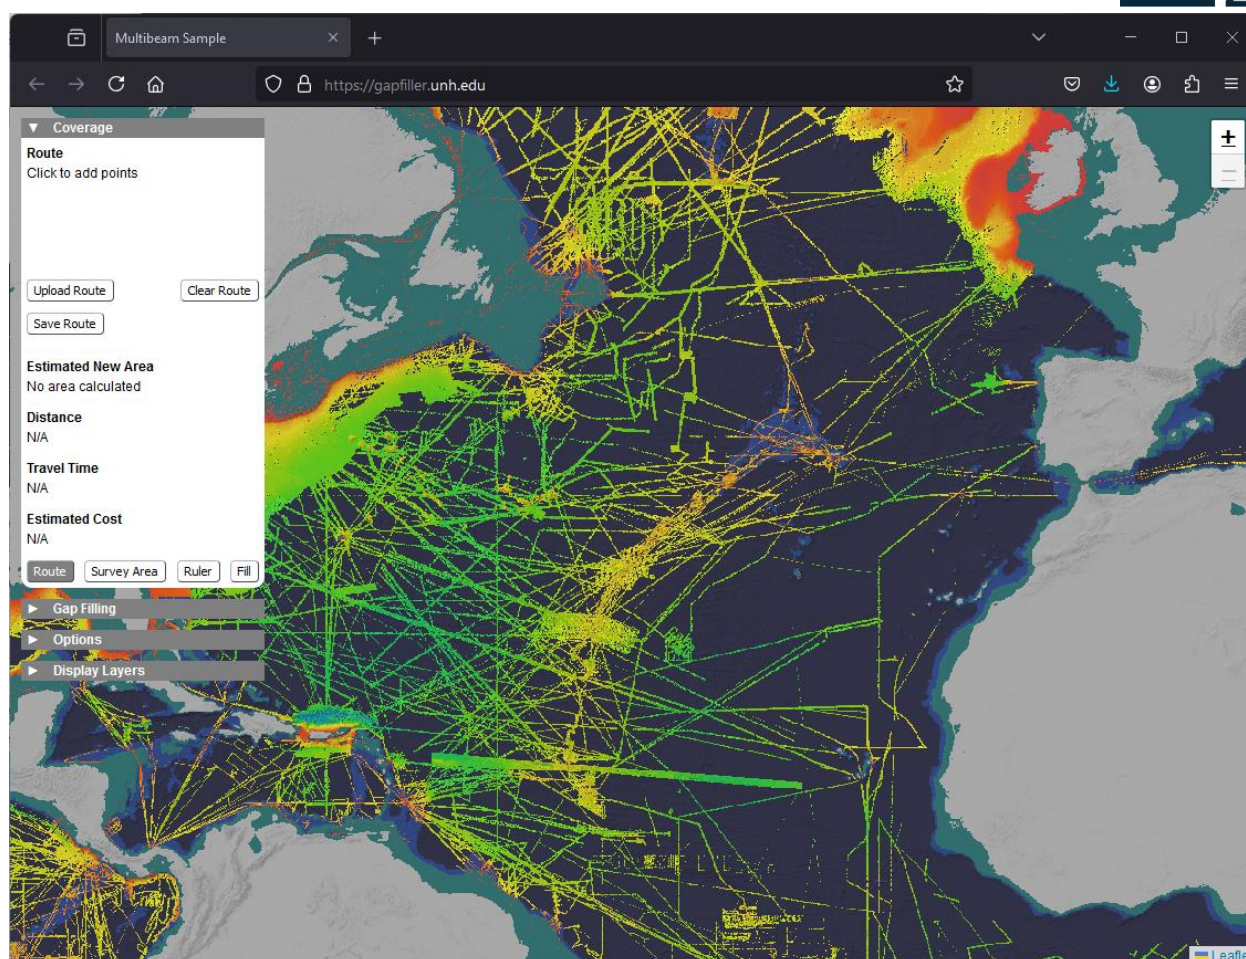 Multibeam Sample
https://gapfiller.unh.edu
Coverage
Route
Click to add points
Upload Route
Clear Route
Save Route
Estimated New Area
No area calculated
Distance
N/A
Travel Time
N/A
Estimated Cost
N/A
Route
Survey Area
Ruler
Fill
Gap Filling
Options
Display Layers